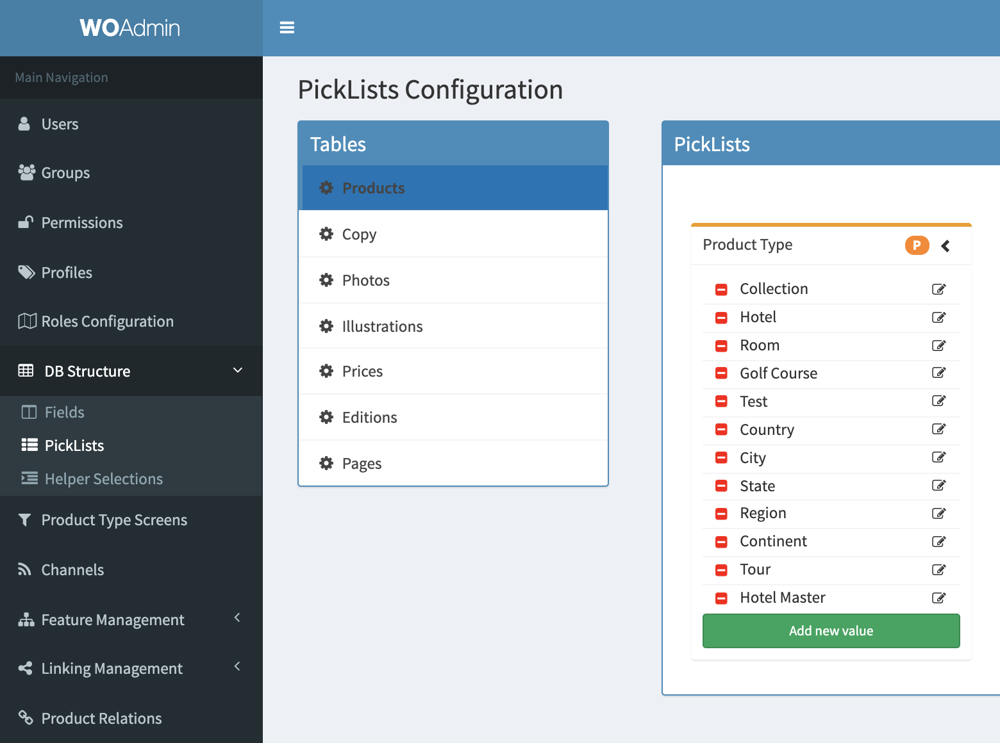 WOAdmin
Main Navigation
Users
Groups
Permissions
Profiles
Roles Configuration
DB Structure
Fields
PickLists
Helper Selections
Product Type Screens
Channels
Feature Management
Linking Management
Product Relations
PickLists Configuration
Tables
Products
Copy
Photos
Illustrations
Prices
Editions
Pages
PickLists
Product Type P
Collection
Hotel
Room
Golf Course
Test
Country
City
State
Region
Continent
Tour
Hotel Master
Add new value